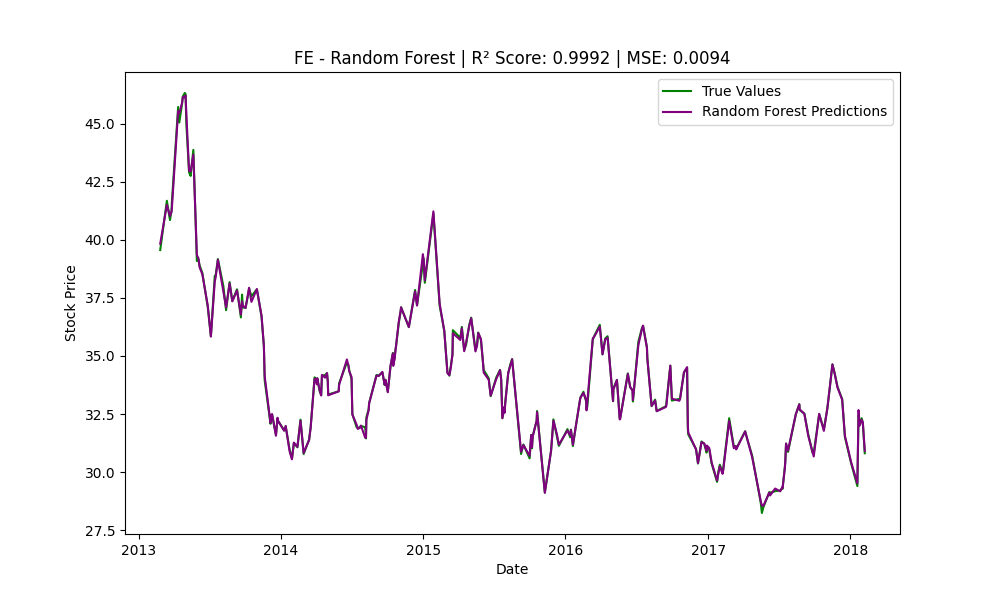 FE - Random Forest | R² Score: 0.9992 | MSE: 0.0094
True Values
Random Forest Predictions
45.0
42.5
40.0
37.5
35.0
32.5
30.0
27.5
Stock Price
2013
2014
2015
2016
2017
2018
Date